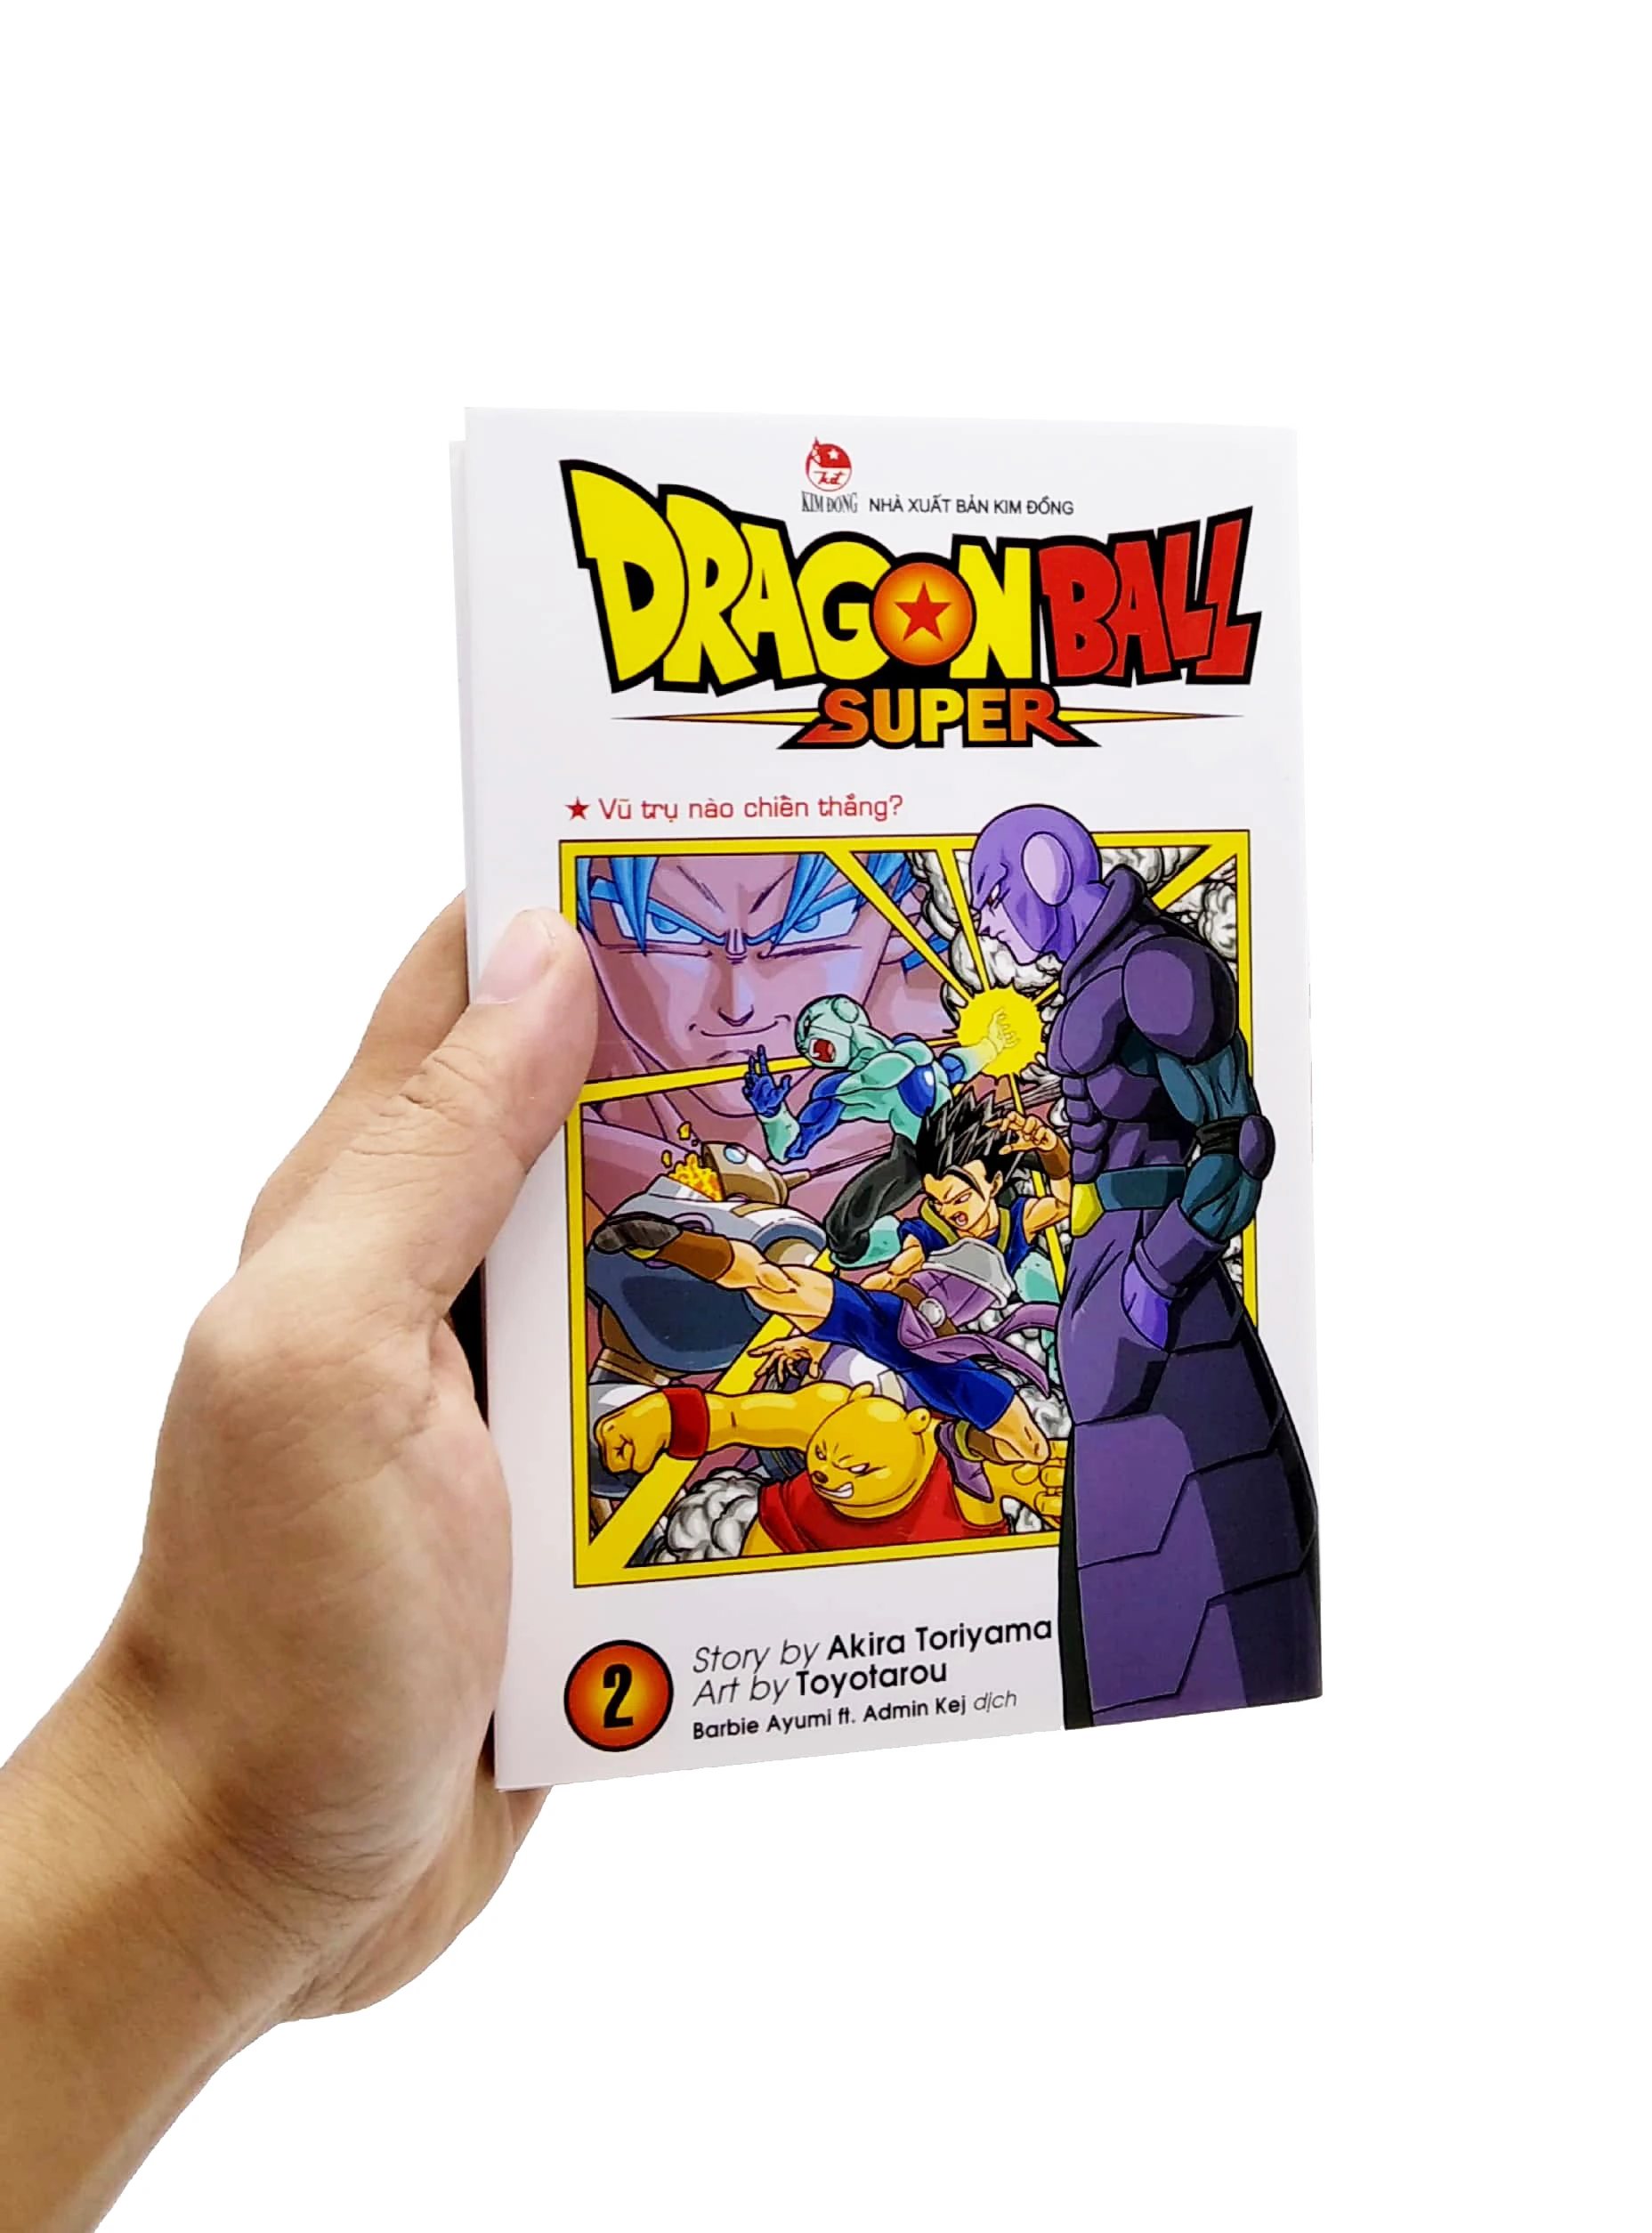 Kđ
KIM ĐỒNG NHÀ XUẤT BẢN KIM ĐỒNG
DRAGON BALL
SUPER
★ Vũ trụ nào chiến thắng?
2
Story by Akira Toriyama
Art by Toyotarou
Barbie Ayumi ft. Admin Kej dịch